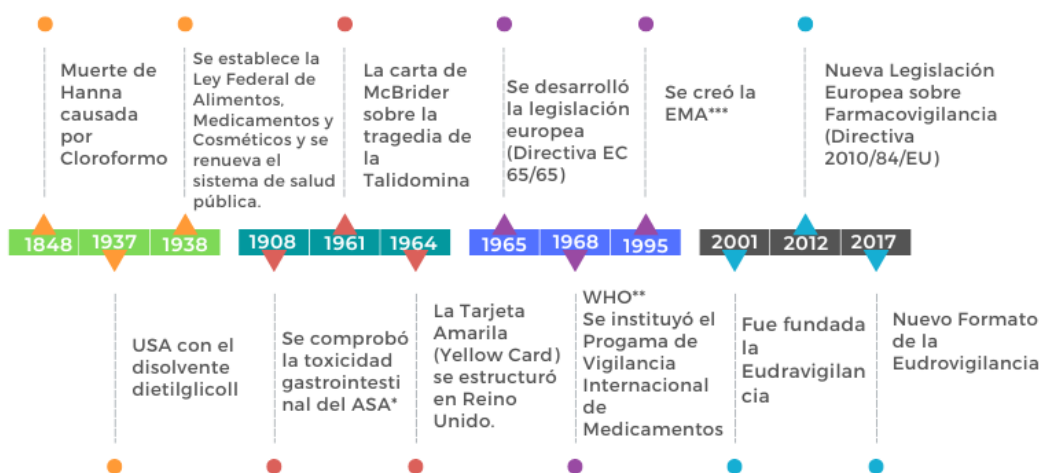 Muerte de
Hanna
causada
por
Cloroformo
Se establece la
Ley Federal de
Alimentos,
Medicamentos y
Cosméticos y se
renueva el
sistema de salud
pública.
La carta de
McBrider
sobre la
tragedia de
la
Talidomina
Se desarrolló
la legislación
europea
(Directiva EC
65/65)
Se creó la
EMA***
Nueva Legislación
Europea sobre
Farmacovigilancia
(Directiva
2010/84/EU)
1848 1937 1938 1908 1961 1964 1965 1968 1995 2001 2012 2017
USA con el
disolvente
dietilglicoll
Se comprobó
la toxicidad
gastrointesti
nal del ASA*
La Tarjeta
Amarila
(Yellow Card)
se estructuró
en Reino
Unido.
WHO**
Se instituyó el
Progama de
Vigilancia
Internacional
de
Medicamentos
Fue fundada
la
Eudravigilan
cia
Nuevo Formato
de la
Eudrovigilancia